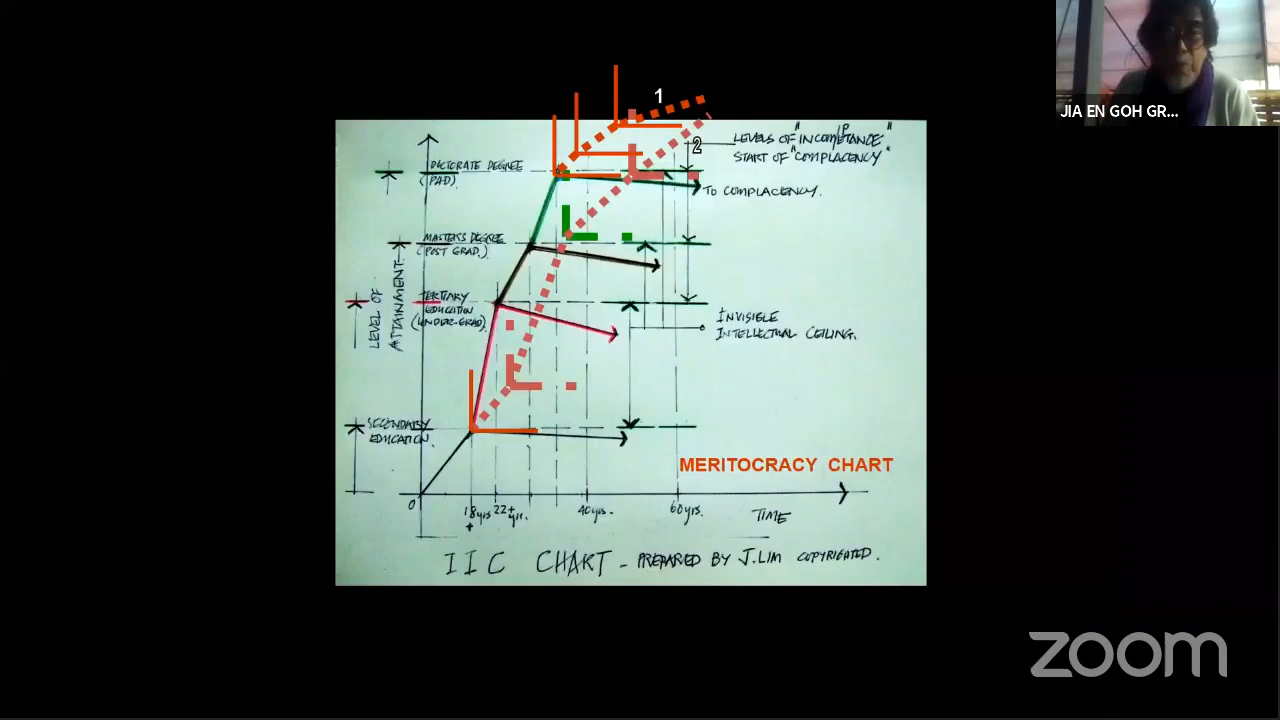 1
JIA EN GOH GR...
LEVELS OF "INCOMPETANCE"
2
START OF "COMPLACENCY"
DOCTORATE DEGREE
(PHD).
TO COMPLACENCY.
MASTER'S DEGREE
(POST GRAD.)
LEVEL OF
ATTAINMENT
TERTIARY
EDUCATION
(UNDER-GRAD)
INVISIBLE
INTELLECTUAL CEILING.
SECONDARY
EDUCATION.
MERITOCRACY CHART
0
18yrs
+
22+yr.
40yrs.
60yrs.
TIME
IIC CHART - PREPARED BY J.LIM COPYRIGHTED.
zoom